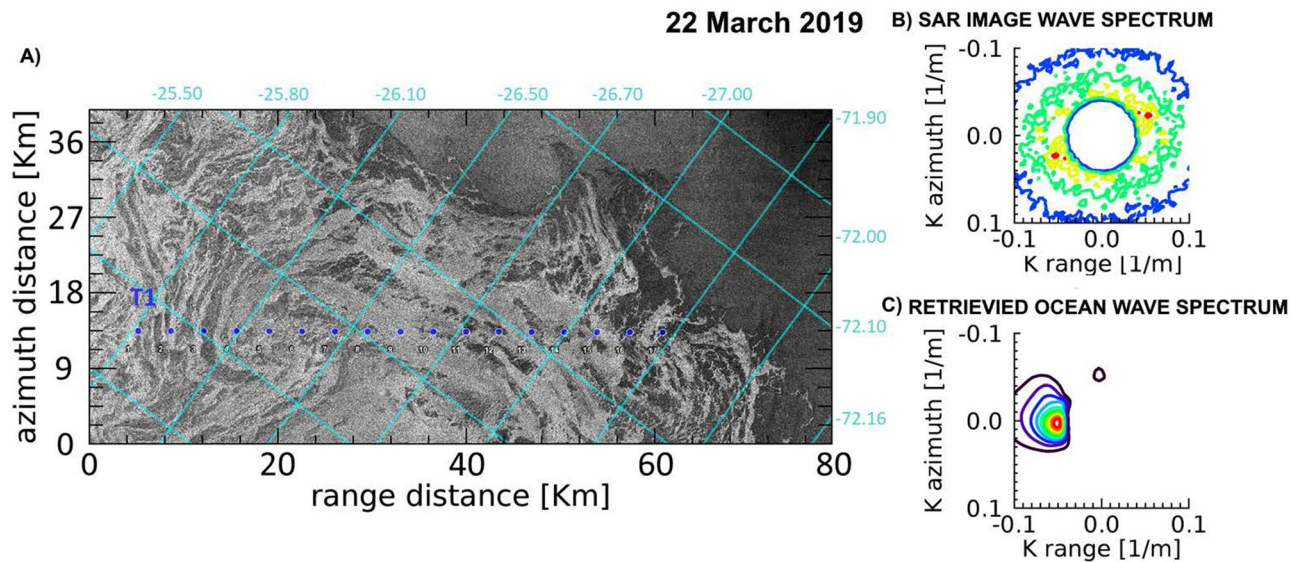 22 March 2019
A)
-25.50 -25.80 -26.10 -26.50 -26.70 -27.00
-71.90
-72.00
-72.10
-72.16
azimuth distance [Km]
36
27
18
9
0
T1
1 2 3 4 5 6 7 8 9 10 11 12 13 14 15 16 17
0 20 40 60 80
range distance [Km]
B) SAR IMAGE WAVE SPECTRUM
K azimuth [1/m]
-0.1
0.0
0.1
-0.1 0.0 0.1
K range [1/m]
C) RETRIEVIED OCEAN WAVE SPECTRUM
K azimuth [1/m]
-0.1
0.0
0.1
-0.1 0.0 0.1
K range [1/m]